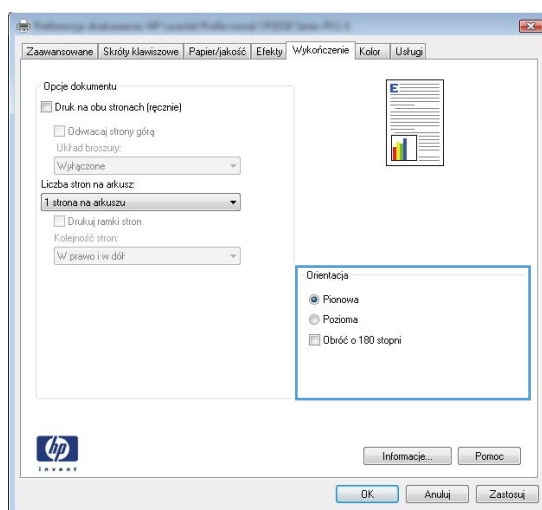 Zaawansowane Skróty klawiszowe Papier/jakość Efekty Wykończenie Kolor Usługi
Opcje dokumentu
Druk na obu stronach (ręcznie)
Odwracaj strony górą
Układ broszury:
Wyłączone
Liczba stron na arkusz:
1 strona na arkuszu
Drukuj ramki stron
Kolejność stron:
W prawo i w dół
E
Orientacja
Pionowa
Pozioma
Obróć o 180 stopni
hp
invent
Informacje... Pomoc
OK Anuluj Zastosuj